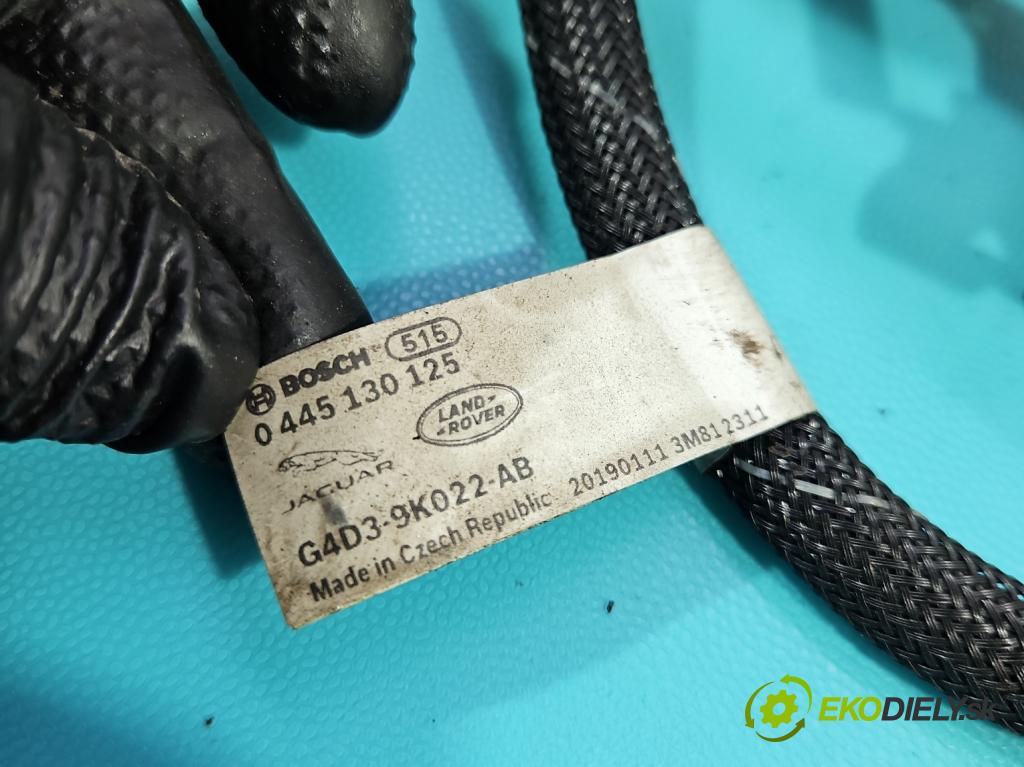 BOSCH 515
0 445 130 125
LAND-
-ROVER
JAGUAR
G4D3-9K022-AB
Made in Czech Republic 20190111 3M812311
EKODIELY.sk